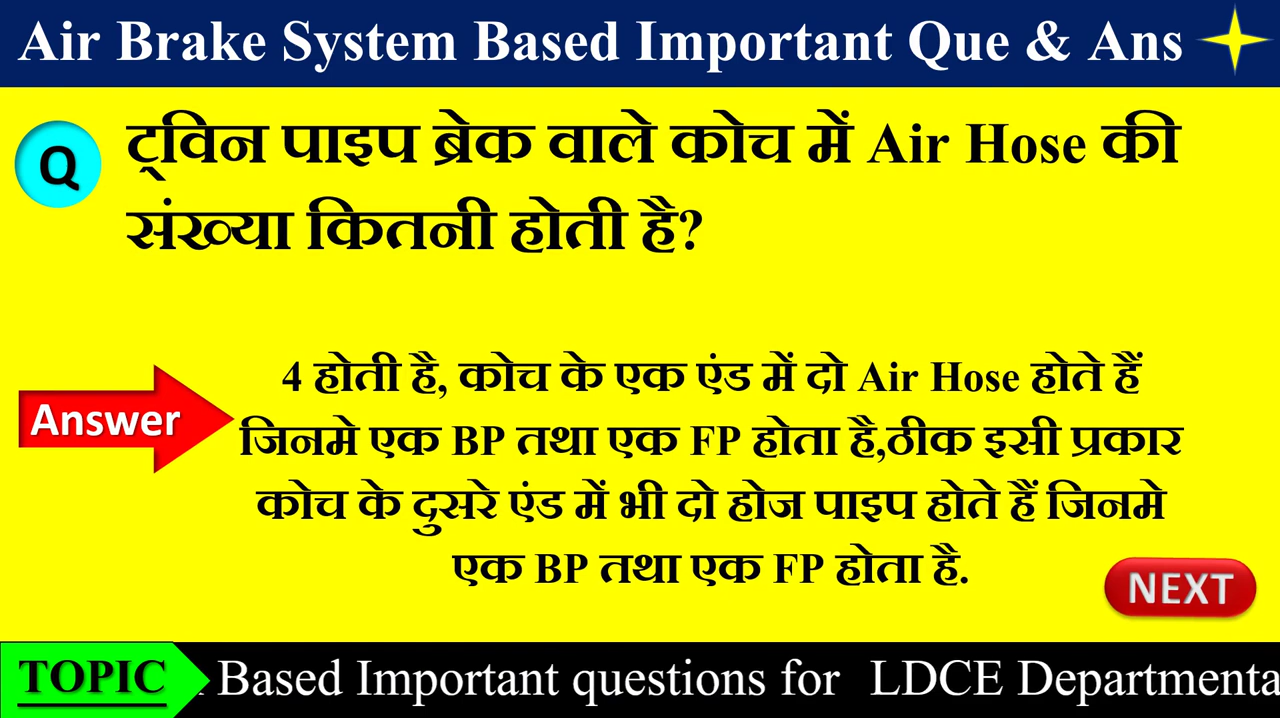 Air Brake System Based Important Que & Ans
Q
ट्विन पाइप ब्रेक वाले कोच में Air Hose की
संख्या कितनी होती है?
4 होती है, कोच के एक एंड में दो Air Hose होते हैं
Answer
जिनमे एक BP तथा एक FP होता है,ठीक इसी प्रकार
कोच के दुसरे एंड में भी दो होज पाइप होते हैं जिनमे
एक BP तथा एक FP होता है.
NEXT
TOPIC
Based Important questions for LDCE Departmenta